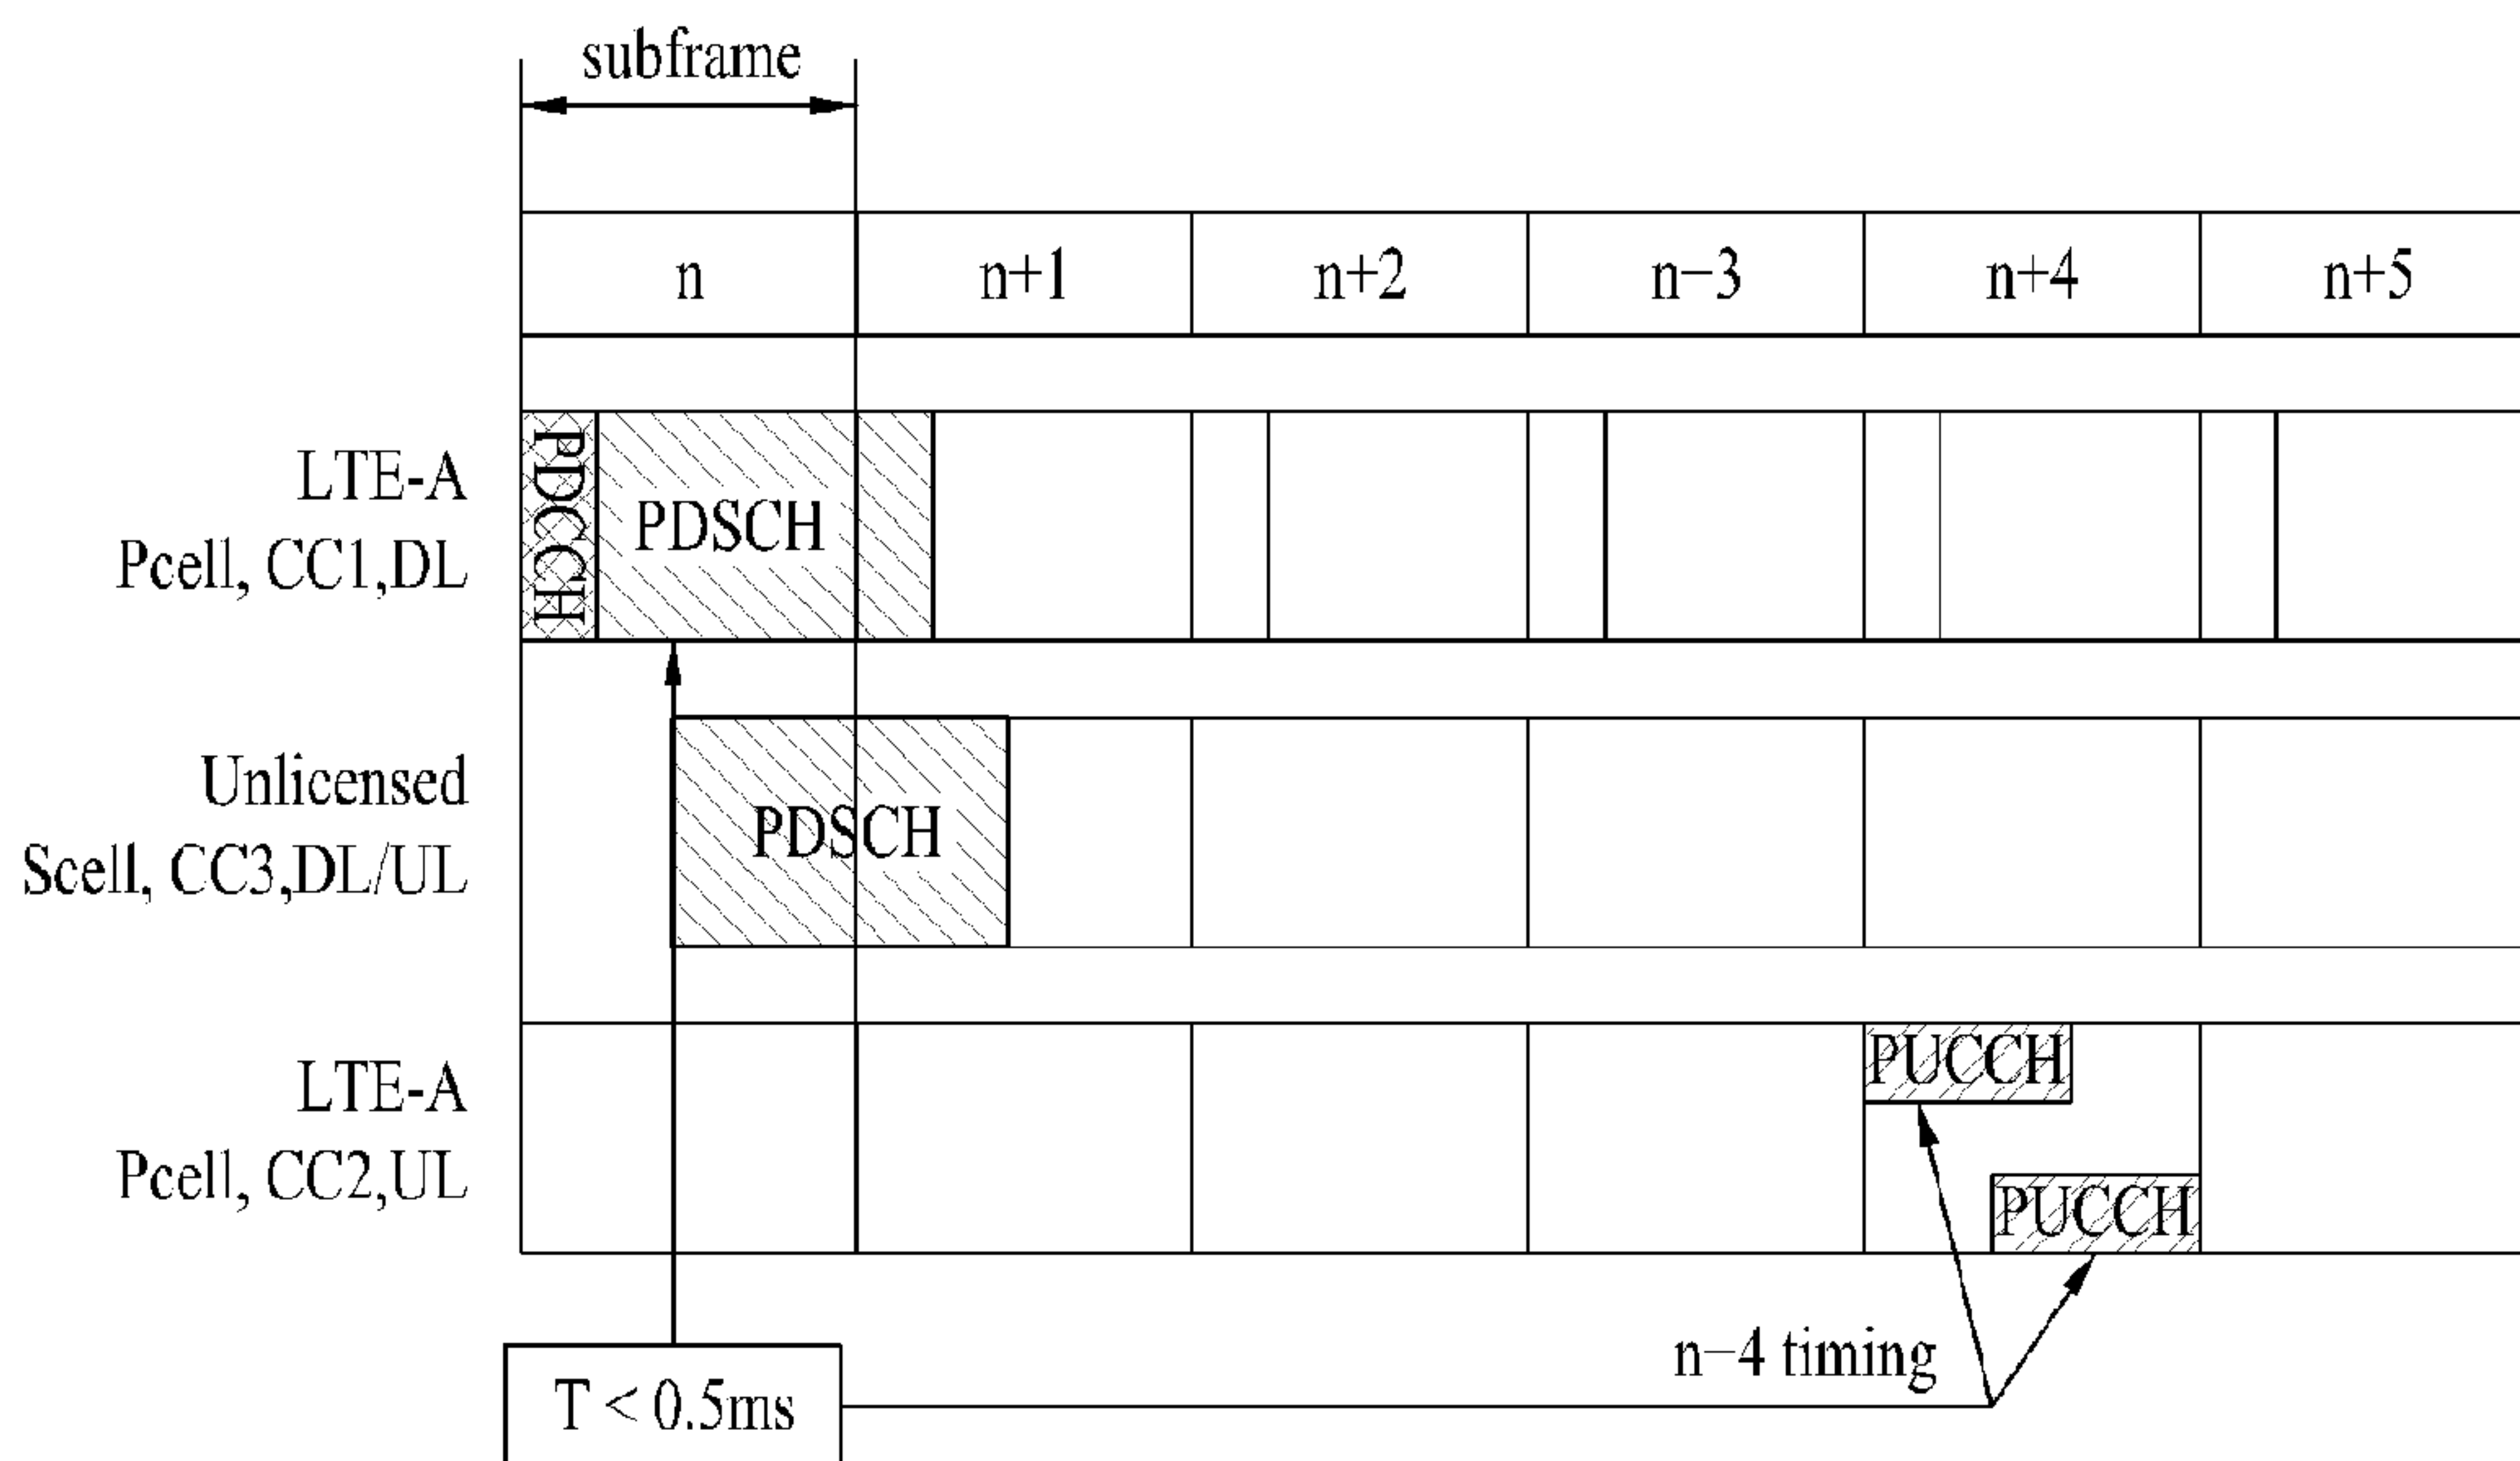 subframe
n n+1 n+2 n−3 n+4 n+5
LTE-A
Pcell, CC1,DL
PDCCH
PDSCH
Unlicensed
Scell, CC3,DL/UL
PDSCH
LTE-A
Pcell, CC2,UL
PUCCH
PUCCH
n−4 timing
T < 0.5ms